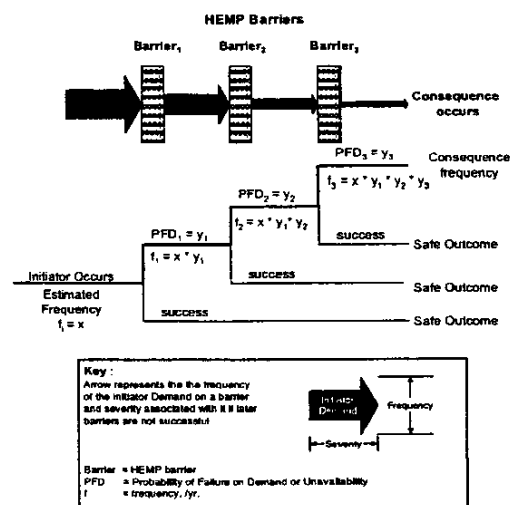 HEMP Barriers
Barrier₁ Barrier₂ Barrier₃
Consequence
occurs
PFD₃ = y₃
Consequence
frequency
f₃ = x * y₁ * y₂ * y₃
PFD₂ = y₂
f₂ = x * y₁ * y₂
success
Safe Outcome
PFD₁ = y₁
f₁ = x * y₁
success
Safe Outcome
Initiator Occurs
Estimated
Frequency
fᵢ = x
success
Safe Outcome
Key :
Arrow represents the the frequency
of the initiator Demand on a barrier
and severity associated with it if later
barriers are not successful
Initiator
Demand
Frequency
Severity
Barrier = HEMP barrier
PFD = Probability of Failure on Demand or Unavailability
f = frequency, /yr.